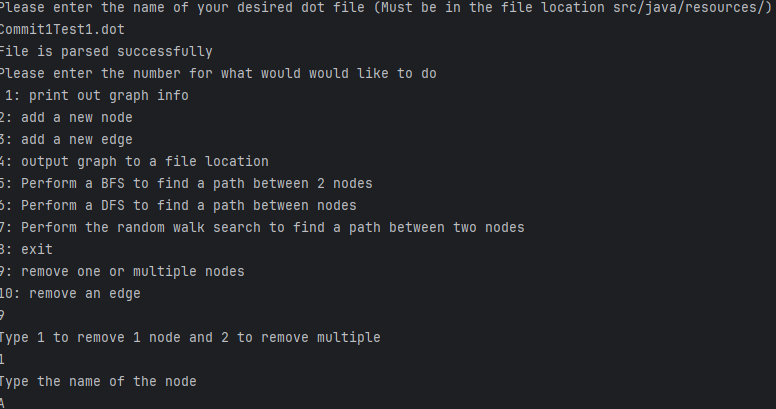 Please enter the name of your desired dot file (Must be in the file location src/java/resources/)
Commit1Test1.dot
File is parsed successfully
Please enter the number for what would would like to do
1: print out graph info
2: add a new node
3: add a new edge
4: output graph to a file location
5: Perform a BFS to find a path between 2 nodes
6: Perform a DFS to find a path between nodes
7: Perform the random walk search to find a path between two nodes
8: exit
9: remove one or multiple nodes
10: remove an edge
9
Type 1 to remove 1 node and 2 to remove multiple
1
Type the name of the node
A